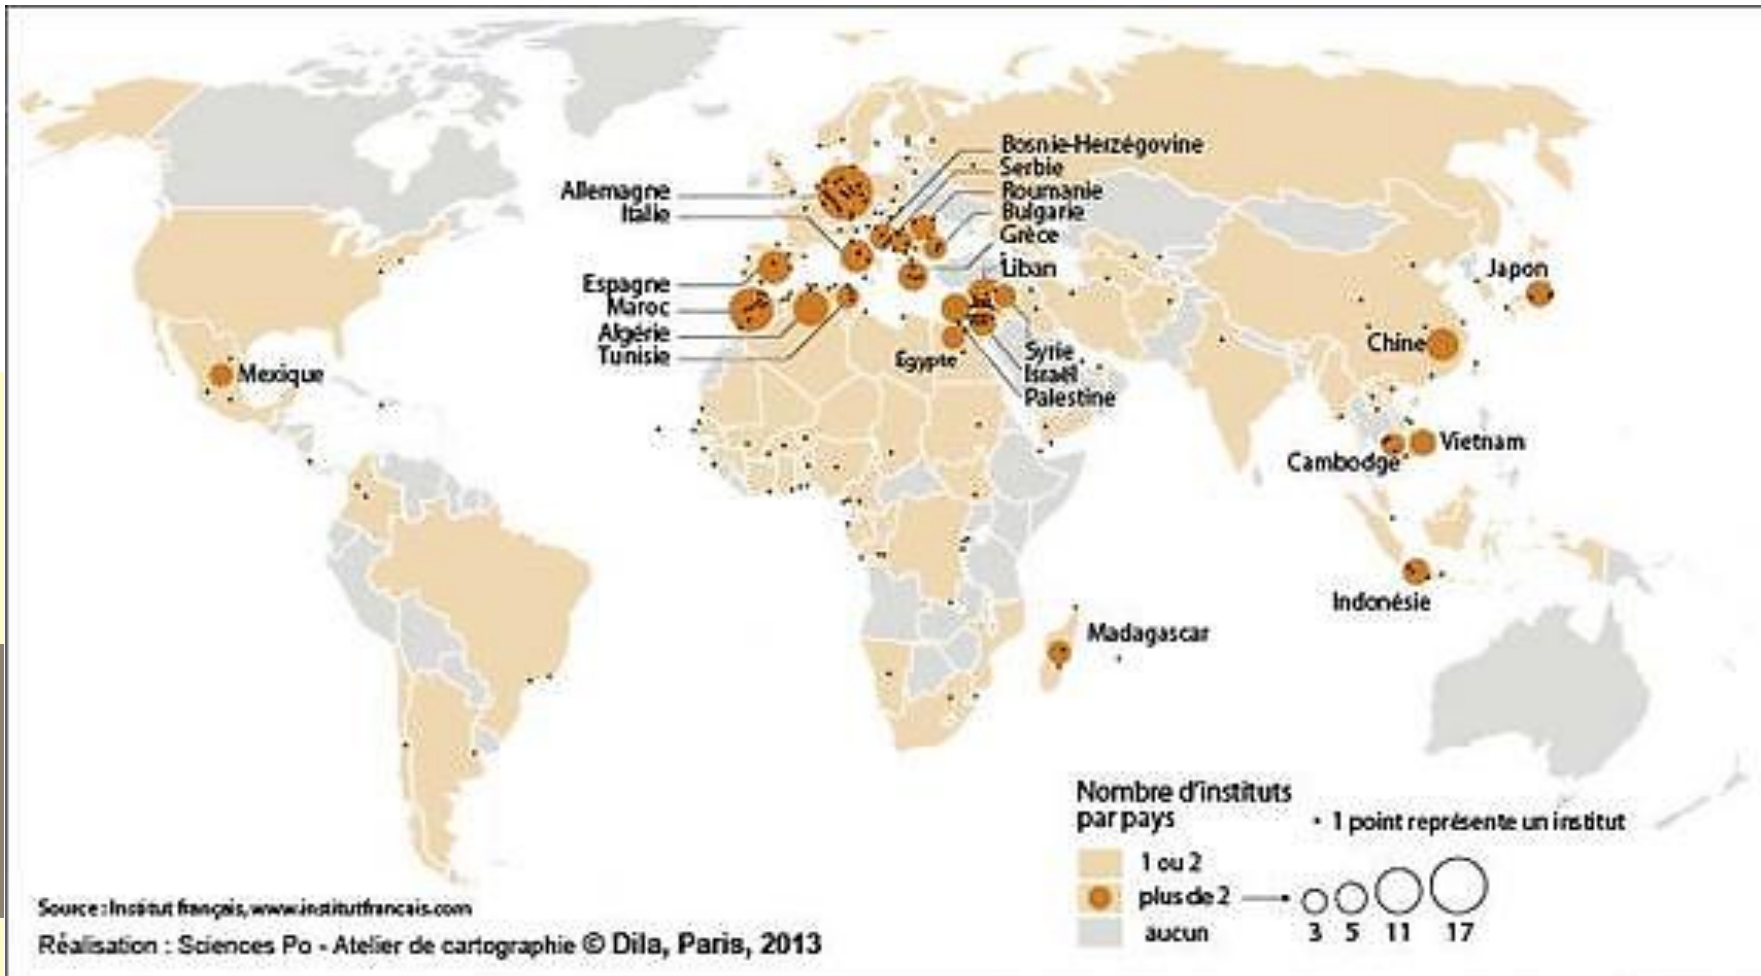 Bosnie-Herzégovine
Serbie
Roumanie
Bulgarie
Grèce
Liban
Allemagne
Italie
Espagne
Maroc
Algérie
Tunisie
Egypte
Syrie
Israël
Palestine
Mexique
Japon
Chine
Vietnam
Cambodge
Indonésie
Madagascar
Nombre d'instituts
par pays
• 1 point représente un institut
1 ou 2
plus de 2
aucun
3 5 11 17
Source : Institut français, www.institutfrancais.com
Réalisation : Sciences Po - Atelier de cartographie © Dila, Paris, 2013